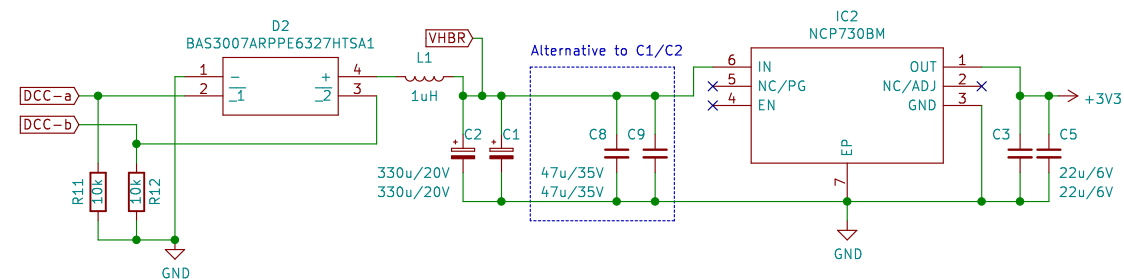 D2
BAS3007ARPPE6327HTSA1
1
-
+
4
2
_1
_2
3
DCC-a
DCC-b
R11
10k
10k
R12
GND
VHBR
L1
1uH
C2
C1
330u/20V
330u/20V
Alternative to C1/C2
C8
C9
47u/35V
47u/35V
IC2
NCP730BM
6
IN
OUT
1
5
NC/PG
NC/ADJ
2
4
EN
GND
3
EP
7
GND
+3V3
C3
C5
22u/6V
22u/6V